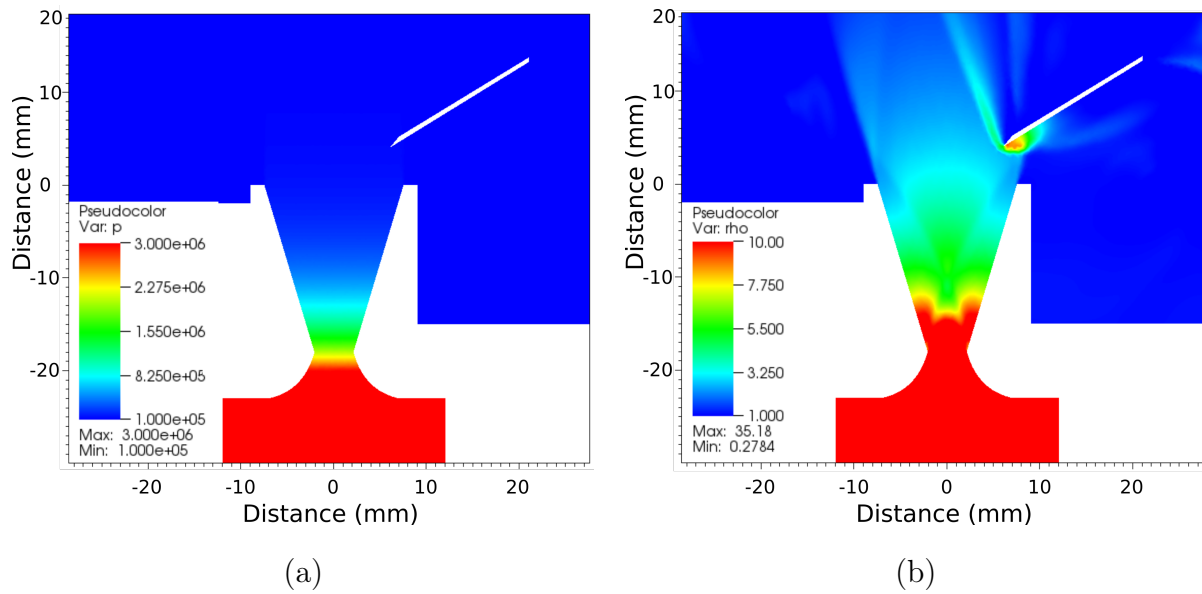 20
10
0
-10
-20
Distance (mm)
Pseudocolor
Var: p
3.000e+06
2.275e+06
1.550e+06
8.250e+05
1.000e+05
Max: 3.000e+06
Min: 1.000e+05
-20
-10
0
10
20
Distance (mm)
(a)
20
10
0
-10
-20
Distance (mm)
Pseudocolor
Var: rho
10.00
7.750
5.500
3.250
1.000
Max: 35.18
Min: 0.2784
-20
-10
0
10
20
Distance (mm)
(b)